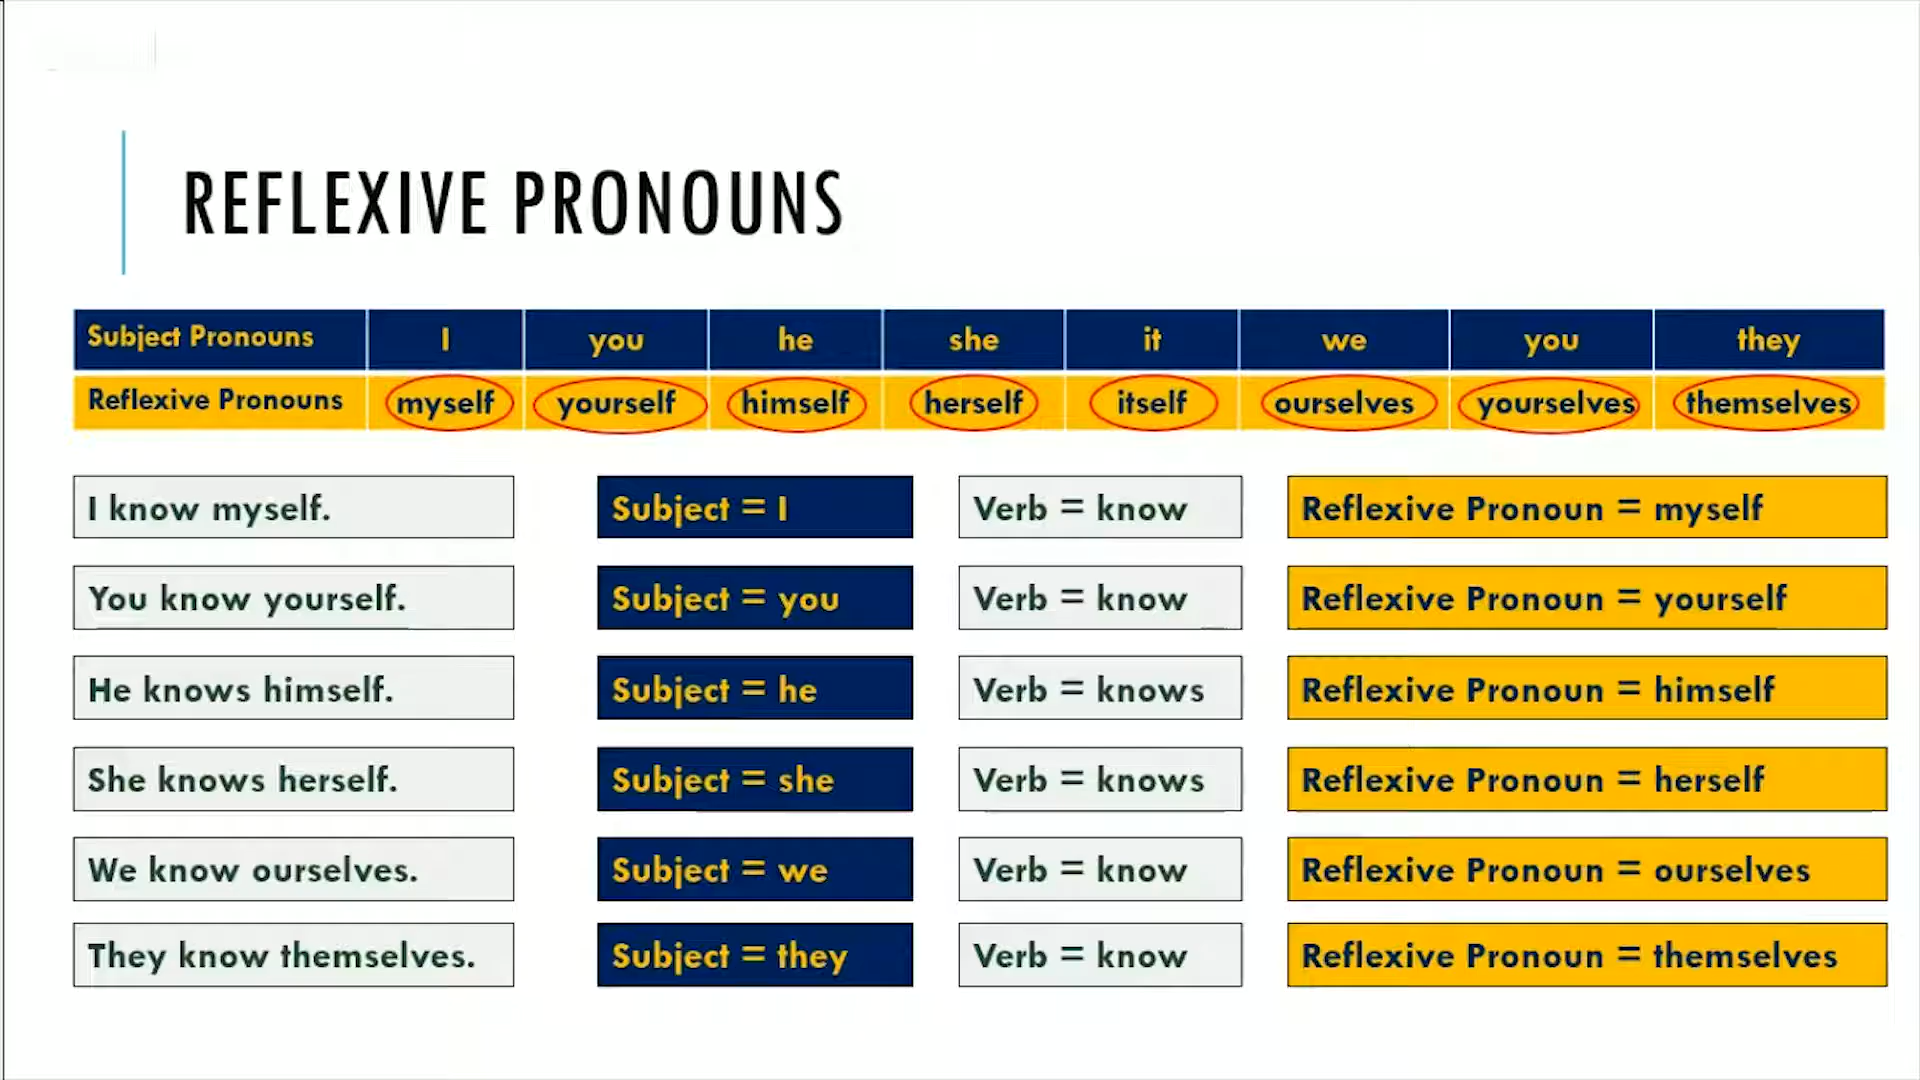 REFLEXIVE PRONOUNS
Subject Pronouns I you he she it we you they
Reflexive Pronouns myself yourself himself herself itself ourselves yourselves themselves
I know myself. Subject = I Verb = know Reflexive Pronoun = myself
You know yourself. Subject = you Verb = know Reflexive Pronoun = yourself
He knows himself. Subject = he Verb = knows Reflexive Pronoun = himself
She knows herself. Subject = she Verb = knows Reflexive Pronoun = herself
We know ourselves. Subject = we Verb = know Reflexive Pronoun = ourselves
They know themselves. Subject = they Verb = know Reflexive Pronoun = themselves